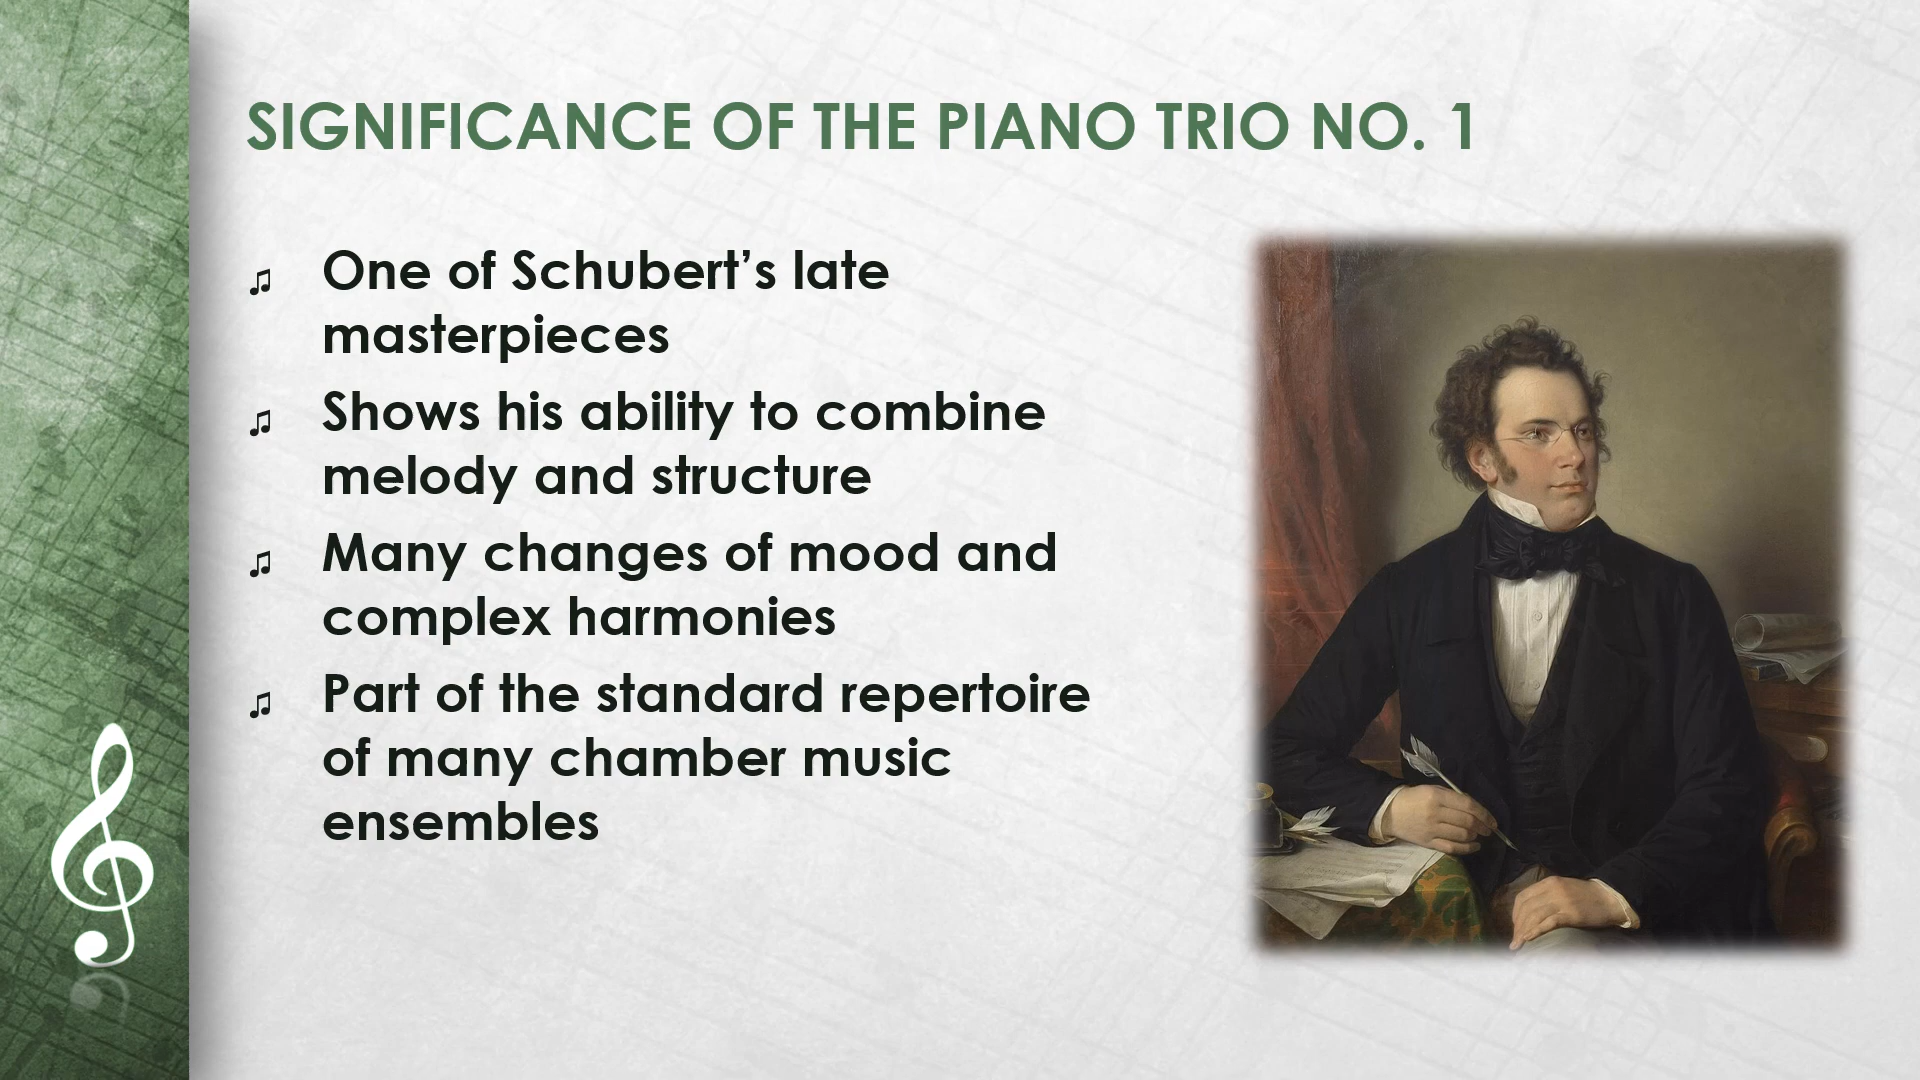 SIGNIFICANCE OF THE PIANO TRIO NO. 1
♫ One of Schubert’s late
masterpieces
♫ Shows his ability to combine
melody and structure
♫ Many changes of mood and
complex harmonies
♫ Part of the standard repertoire
of many chamber music
ensembles